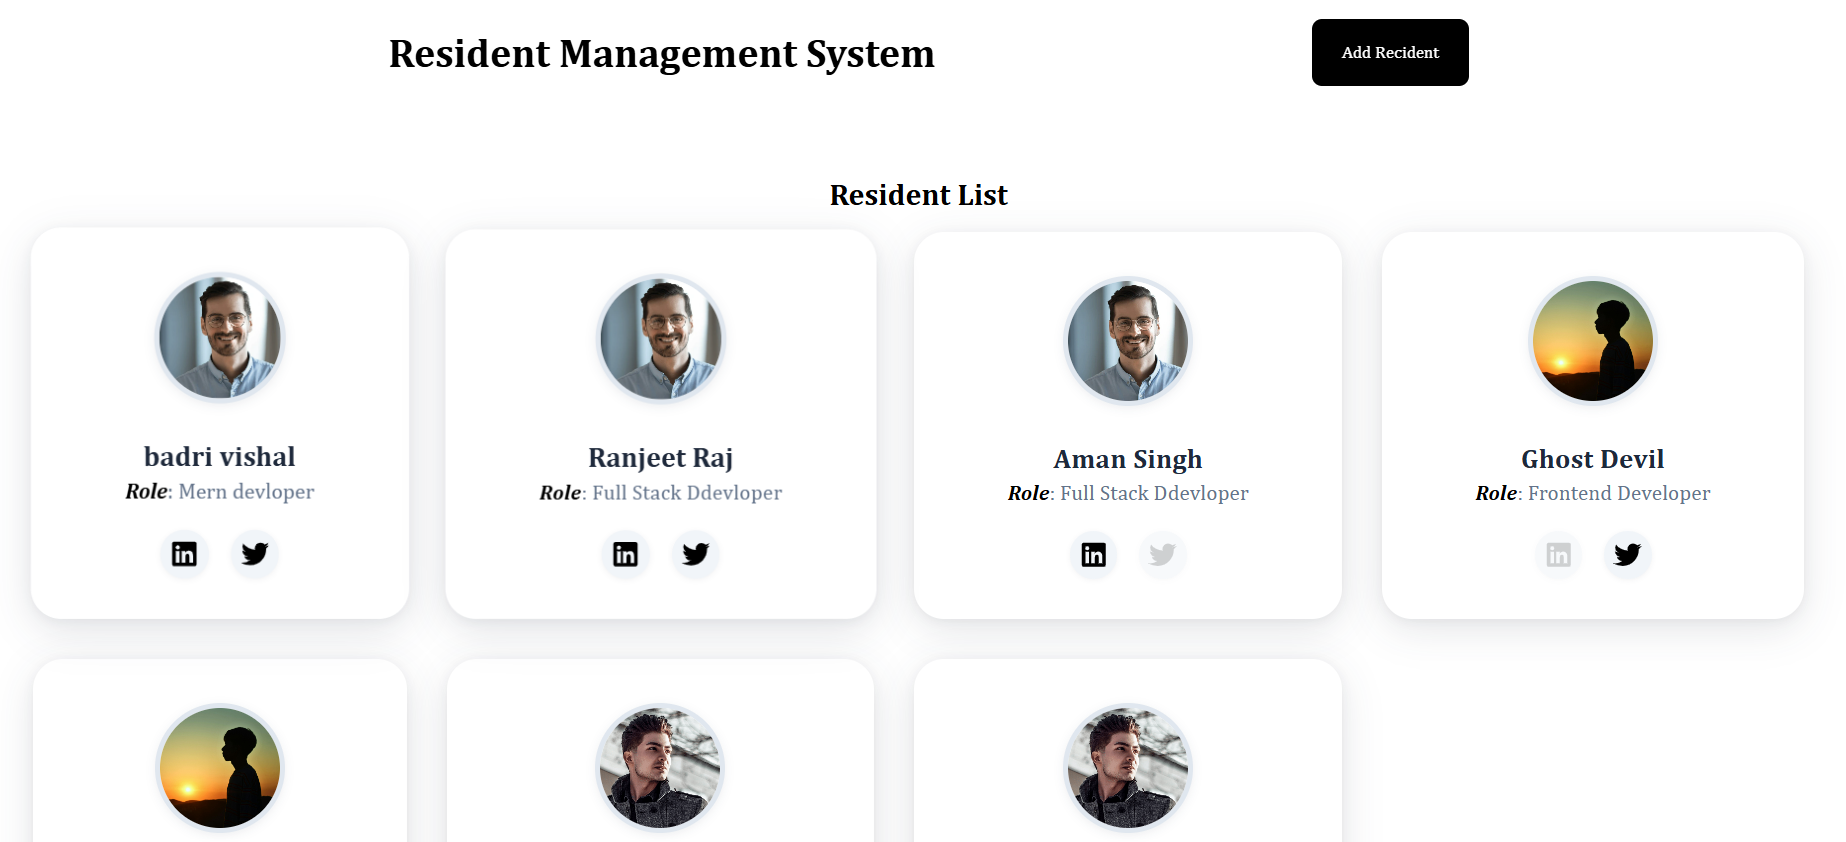 Resident Management System
Add Recident
Resident List
badri vishal
Role: Mern devloper
Ranjeet Raj
Role: Full Stack Ddevloper
Aman Singh
Role: Full Stack Ddevloper
Ghost Devil
Role: Frontend Developer